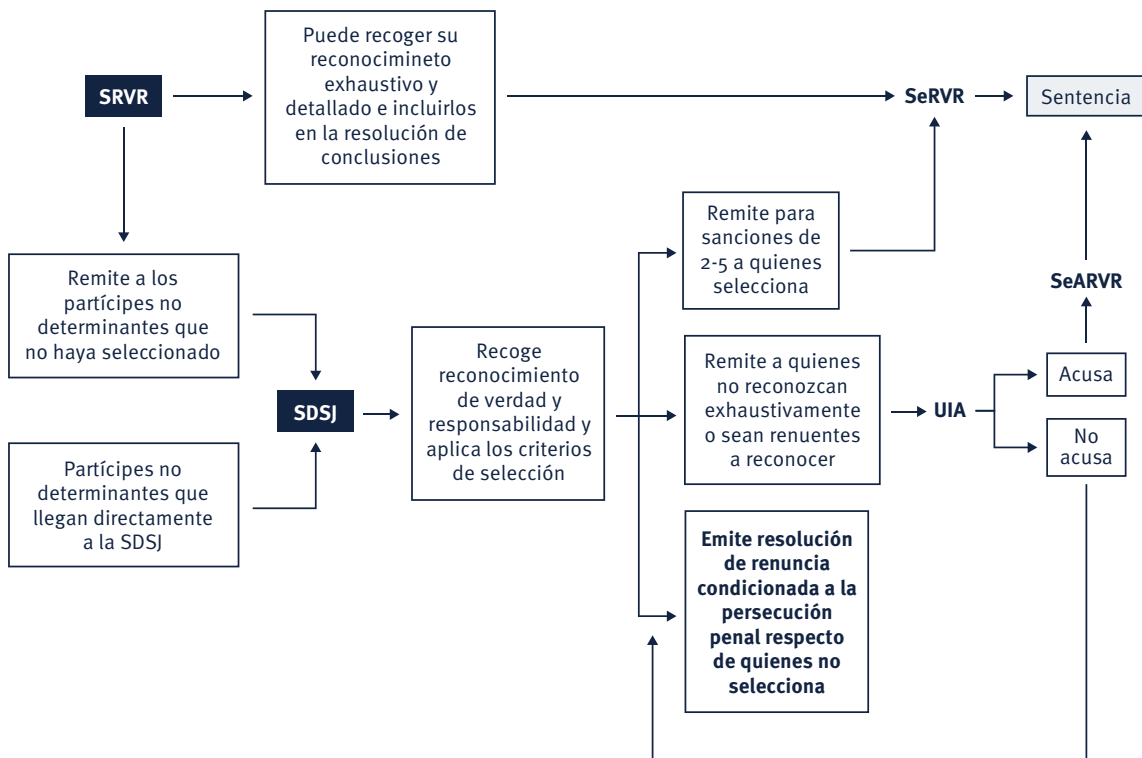 SRVR
Puede recoger su
reconocimineto
exhaustivo y
detallado e incluirlos
en la resolución de
conclusiones
SeRVR
Sentencia
Remite a los
partícipes no
determinantes que
no haya seleccionado
Partícipes no
determinantes que
llegan directamente
a la SDSJ
SDSJ
Recoge
reconocimiento
de verdad y
responsabilidad y
aplica los criterios
de selección
Remite para
sanciones de
2-5 a quienes
selecciona
Remite a quienes
no reconozcan
exhaustivamente
o sean renuentes
a reconocer
UIA
Acusa
No
acusa
SeARVR
Emite resolución
de renuncia
condicionada a la
persecución
penal respecto
de quienes no
selecciona